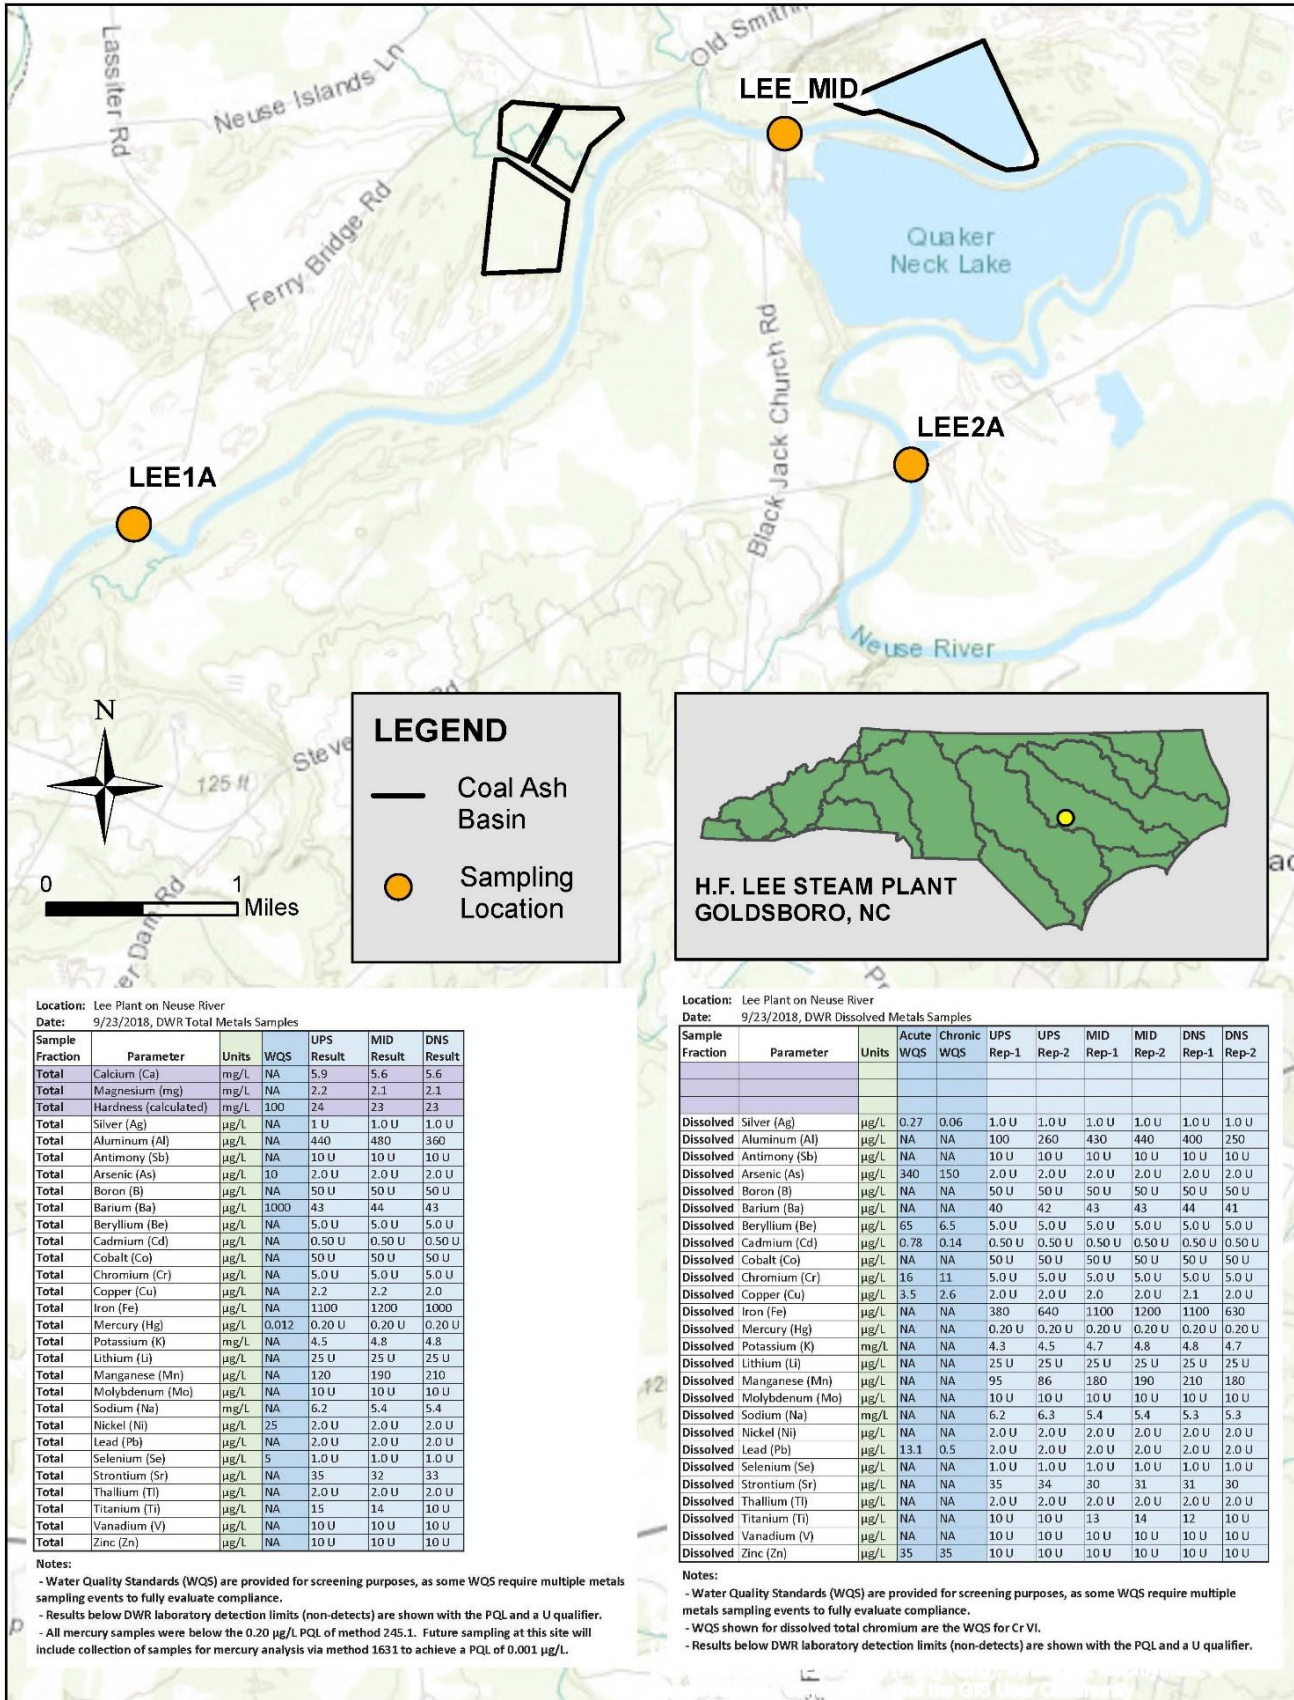 Lassiter Rd
Neuse Islands Ln
Old Smith
LEE_MID
Ferry Bridge Rd
Quaker
Neck Lake
Black Jack Church Rd
LEE2A
LEE1A
Neuse River
N
Steve
Rd
125 ft
0 1
Miles
er Dam Rd
LEGEND
Coal Ash
Basin
Sampling
Location
H.F. LEE STEAM PLANT
GOLDSBORO, NC
ac
Location: Lee Plant on Neuse River
Date: 9/23/2018, DWR Total Metals Samples
Sample Fraction Parameter Units WQS UPS Result MID Result DNS Result
Total Calcium (Ca) mg/L NA 5.9 5.6 5.6
Total Magnesium (mg) mg/L NA 2.2 2.1 2.1
Total Hardness (calculated) mg/L 100 24 23 23
Total Silver (Ag) µg/L NA 1 U 1.0 U 1.0 U
Total Aluminum (Al) µg/L NA 440 480 360
Total Antimony (Sb) µg/L NA 10 U 10 U 10 U
Total Arsenic (As) µg/L 10 2.0 U 2.0 U 2.0 U
Total Boron (B) µg/L NA 50 U 50 U 50 U
Total Barium (Ba) µg/L 1000 43 44 43
Total Beryllium (Be) µg/L NA 5.0 U 5.0 U 5.0 U
Total Cadmium (Cd) µg/L NA 0.50 U 0.50 U 0.50 U
Total Cobalt (Co) µg/L NA 50 U 50 U 50 U
Total Chromium (Cr) µg/L NA 5.0 U 5.0 U 5.0 U
Total Copper (Cu) µg/L NA 2.2 2.2 2.0
Total Iron (Fe) µg/L NA 1100 1200 1000
Total Mercury (Hg) µg/L 0.012 0.20 U 0.20 U 0.20 U
Total Potassium (K) mg/L NA 4.5 4.8 4.8
Total Lithium (Li) µg/L NA 25 U 25 U 25 U
Total Manganese (Mn) µg/L NA 120 190 210
Total Molybdenum (Mo) µg/L NA 10 U 10 U 10 U
Total Sodium (Na) mg/L NA 6.2 5.4 5.4
Total Nickel (Ni) µg/L 25 2.0 U 2.0 U 2.0 U
Total Lead (Pb) µg/L NA 2.0 U 2.0 U 2.0 U
Total Selenium (Se) µg/L 5 1.0 U 1.0 U 1.0 U
Total Strontium (Sr) µg/L NA 35 32 33
Total Thallium (Tl) µg/L NA 2.0 U 2.0 U 2.0 U
Total Titanium (Ti) µg/L NA 15 14 10 U
Total Vanadium (V) µg/L NA 10 U 10 U 10 U
Total Zinc (Zn) µg/L NA 10 U 10 U 10 U
Notes:
- Water Quality Standards (WQS) are provided for screening purposes, as some WQS require multiple metals
sampling events to fully evaluate compliance.
- Results below DWR laboratory detection limits (non-detects) are shown with the PQL and a U qualifier.
- All mercury samples were below the 0.20 µg/L PQL of method 245.1. Future sampling at this site will
include collection of samples for mercury analysis via method 1631 to achieve a PQL of 0.001 µg/L.
Location: Lee Plant on Neuse River
Date: 9/23/2018, DWR Dissolved Metals Samples
Sample Fraction Parameter Units Acute WQS Chronic WQS UPS Rep-1 UPS Rep-2 MID Rep-1 MID Rep-2 DNS Rep-1 DNS Rep-2
Dissolved Silver (Ag) µg/L 0.27 0.06 1.0 U 1.0 U 1.0 U 1.0 U 1.0 U 1.0 U
Dissolved Aluminum (Al) µg/L NA NA 100 260 430 440 400 250
Dissolved Antimony (Sb) µg/L NA NA 10 U 10 U 10 U 10 U 10 U 10 U
Dissolved Arsenic (As) µg/L 340 150 2.0 U 2.0 U 2.0 U 2.0 U 2.0 U 2.0 U
Dissolved Boron (B) µg/L NA NA 50 U 50 U 50 U 50 U 50 U 50 U
Dissolved Barium (Ba) µg/L NA NA 40 42 43 43 44 41
Dissolved Beryllium (Be) µg/L 65 6.5 5.0 U 5.0 U 5.0 U 5.0 U 5.0 U 5.0 U
Dissolved Cadmium (Cd) µg/L 0.78 0.14 0.50 U 0.50 U 0.50 U 0.50 U 0.50 U 0.50 U
Dissolved Cobalt (Co) µg/L NA NA 50 U 50 U 50 U 50 U 50 U 50 U
Dissolved Chromium (Cr) µg/L 16 11 5.0 U 5.0 U 5.0 U 5.0 U 5.0 U 5.0 U
Dissolved Copper (Cu) µg/L 3.5 2.6 2.0 U 2.0 U 2.0 2.0 U 2.1 2.0 U
Dissolved Iron (Fe) µg/L NA NA 380 640 1100 1200 1100 630
Dissolved Mercury (Hg) µg/L NA NA 0.20 U 0.20 U 0.20 U 0.20 U 0.20 U 0.20 U
Dissolved Potassium (K) mg/L NA NA 4.3 4.5 4.7 4.8 4.8 4.7
Dissolved Lithium (Li) µg/L NA NA 25 U 25 U 25 U 25 U 25 U 25 U
Dissolved Manganese (Mn) µg/L NA NA 95 86 180 190 210 180
Dissolved Molybdenum (Mo) µg/L NA NA 10 U 10 U 10 U 10 U 10 U 10 U
Dissolved Sodium (Na) mg/L NA NA 6.2 6.3 5.4 5.4 5.3 5.3
Dissolved Nickel (Ni) µg/L NA NA 2.0 U 2.0 U 2.0 U 2.0 U 2.0 U 2.0 U
Dissolved Lead (Pb) µg/L 13.1 0.5 2.0 U 2.0 U 2.0 U 2.0 U 2.0 U 2.0 U
Dissolved Selenium (Se) µg/L NA NA 1.0 U 1.0 U 1.0 U 1.0 U 1.0 U 1.0 U
Dissolved Strontium (Sr) µg/L NA NA 35 34 30 31 31 30
Dissolved Thallium (Tl) µg/L NA NA 2.0 U 2.0 U 2.0 U 2.0 U 2.0 U 2.0 U
Dissolved Titanium (Ti) µg/L NA NA 10 U 10 U 13 14 12 10 U
Dissolved Vanadium (V) µg/L NA NA 10 U 10 U 10 U 10 U 10 U 10 U
Dissolved Zinc (Zn) µg/L 35 35 10 U 10 U 10 U 10 U 10 U 10 U
Notes:
- Water Quality Standards (WQS) are provided for screening purposes, as some WQS require multiple
metals sampling events to fully evaluate compliance.
- WQS shown for dissolved total chromium are the WQS for Cr VI.
- Results below DWR laboratory detection limits (non-detects) are shown with the PQL and a U qualifier.
and the GIS User Community